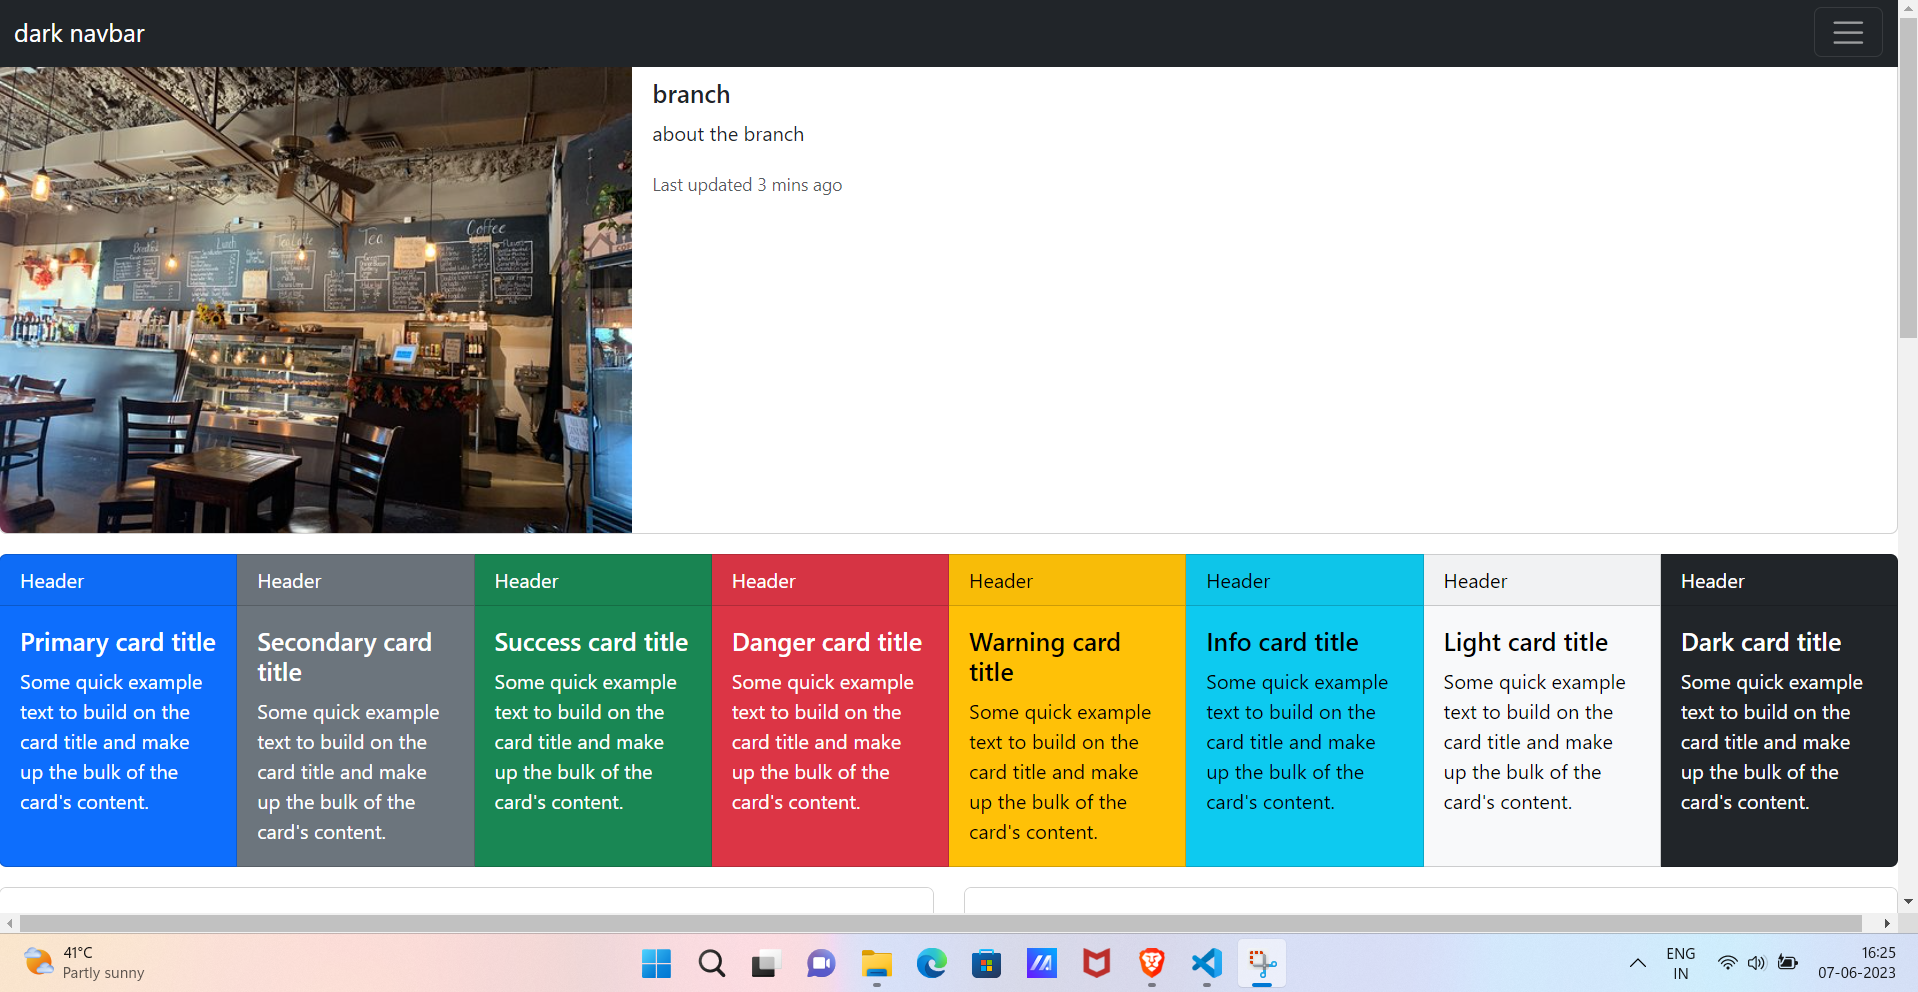 dark navbar
branch
about the branch
Last updated 3 mins ago
Breakfast
Lunch
Tea Latte
Tea
Coffee
Header
Header
Header
Header
Header
Header
Header
Header
Primary card title
Some quick example
text to build on the
card title and make
up the bulk of the
card's content.
Secondary card
title
Some quick example
text to build on the
card title and make
up the bulk of the
card's content.
Success card title
Some quick example
text to build on the
card title and make
up the bulk of the
card's content.
Danger card title
Some quick example
text to build on the
card title and make
up the bulk of the
card's content.
Warning card
title
Some quick example
text to build on the
card title and make
up the bulk of the
card's content.
Info card title
Some quick example
text to build on the
card title and make
up the bulk of the
card's content.
Light card title
Some quick example
text to build on the
card title and make
up the bulk of the
card's content.
Dark card title
Some quick example
text to build on the
card title and make
up the bulk of the
card's content.
41°C
Partly sunny
ENG
IN
16:25
07-06-2023